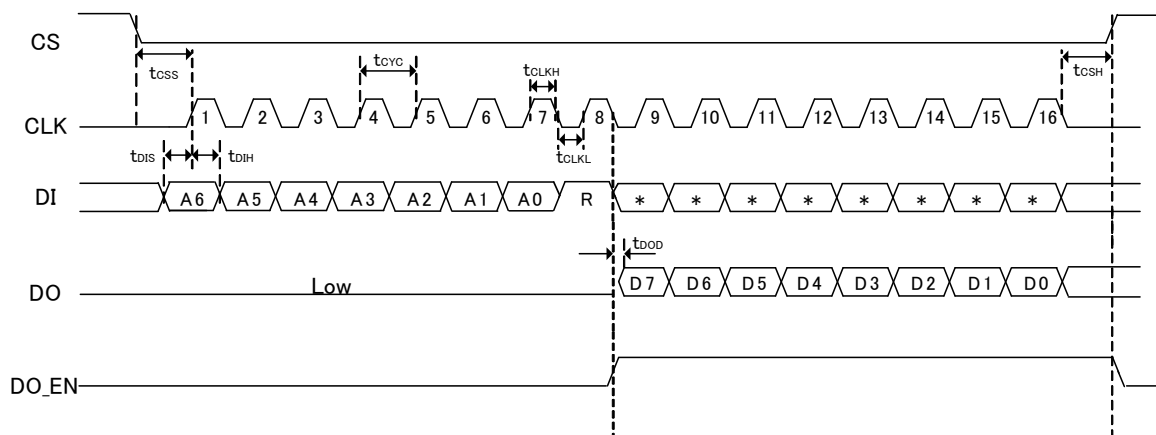 CS
tCSS
tCYC
tCLKH
tCSH
CLK
1 2 3 4 5 6 7 8 9 10 11 12 13 14 15 16
tCLKL
tDIS tDIH
DI
A6 A5 A4 A3 A2 A1 A0 R * * * * * * * *
tDOD
DO
Low
D7 D6 D5 D4 D3 D2 D1 D0
DO_EN